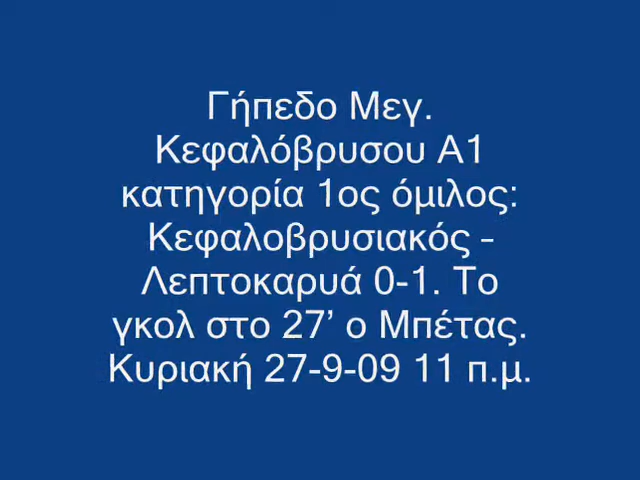 Γήπεδο Μεγ.
Κεφαλόβρυσου Α1
κατηγορία 1ος όμιλος:
Κεφαλοβρυσιακός –
Λεπτοκαρυά 0-1. Το
γκολ στο 27’ ο Μπέτας.
Κυριακή 27-9-09 11 π.μ.